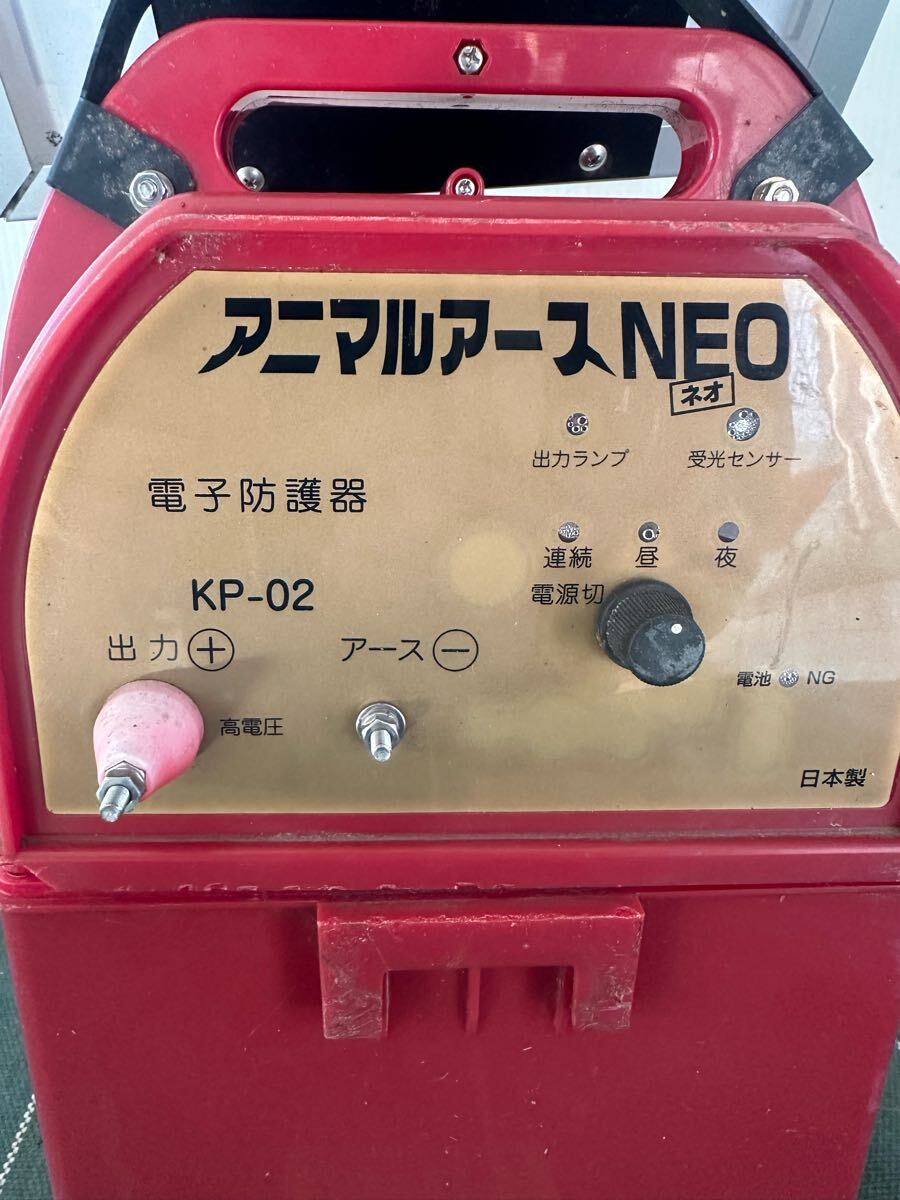 アニマルアースNEO
ネオ
出力ランプ 受光センサー
電子防護器
連続 昼 夜
電源切
KP-02
出力 + アース −
高電圧
電池 NG
日本製